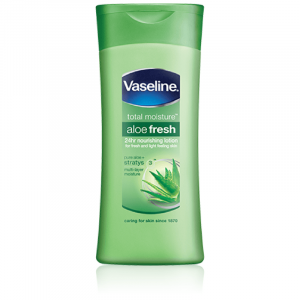 Vaseline.
total moisture
aloe fresh
24hr nourishing lotion
for fresh and light feeling skin
stratys 3
multi-layer
moisture
caring for skin since 1870